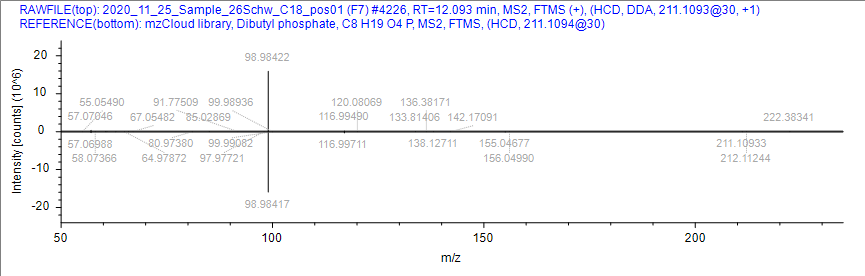 RAWFILE(top): 2020_11_25_Sample_26Schw_C18_pos01 (F7) #4226, RT=12.093 min, MS2, FTMS (+), (HCD, DDA, 211.1093@30, +1)
REFERENCE(bottom): mzCloud library, Dibutyl phosphate, C8 H19 O4 P, MS2, FTMS, (HCD, 211.1094@30)
Intensity [counts] (10^6)
20
10
0
-10
-20
98.98422
55.05490 91.77509 99.98936 120.08069 136.38171
57.07046 67.05482 85.02869 116.99490 133.81406 142.17091 222.38341
57.06988 80.97380 99.99082 116.99711 138.12711 155.04677 211.10933
58.07366 64.97872 97.97721 156.04990 212.11244
98.98417
50 100 150 200
m/z